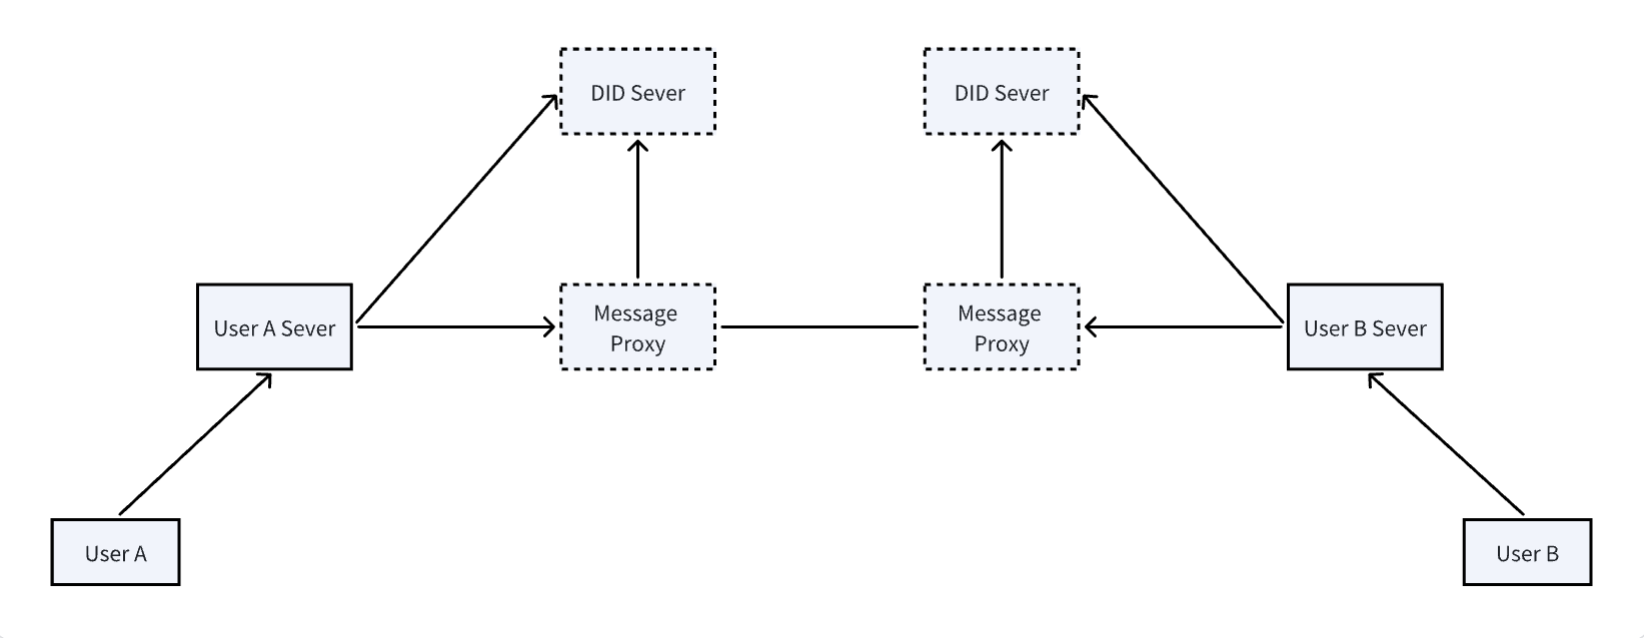 DID Sever
DID Sever
User A Sever
Message
Proxy
Message
Proxy
User B Sever
User A
User B